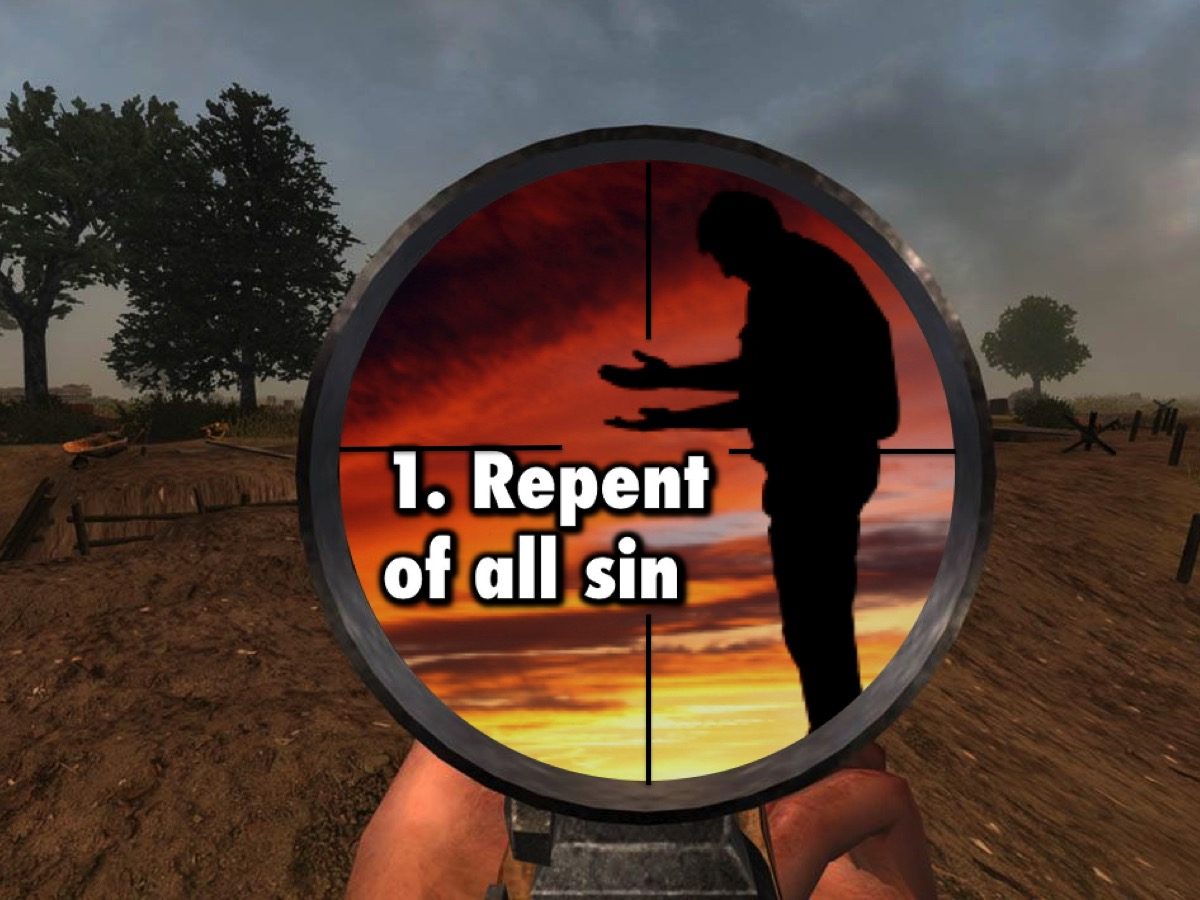 1. Repent
of all sin